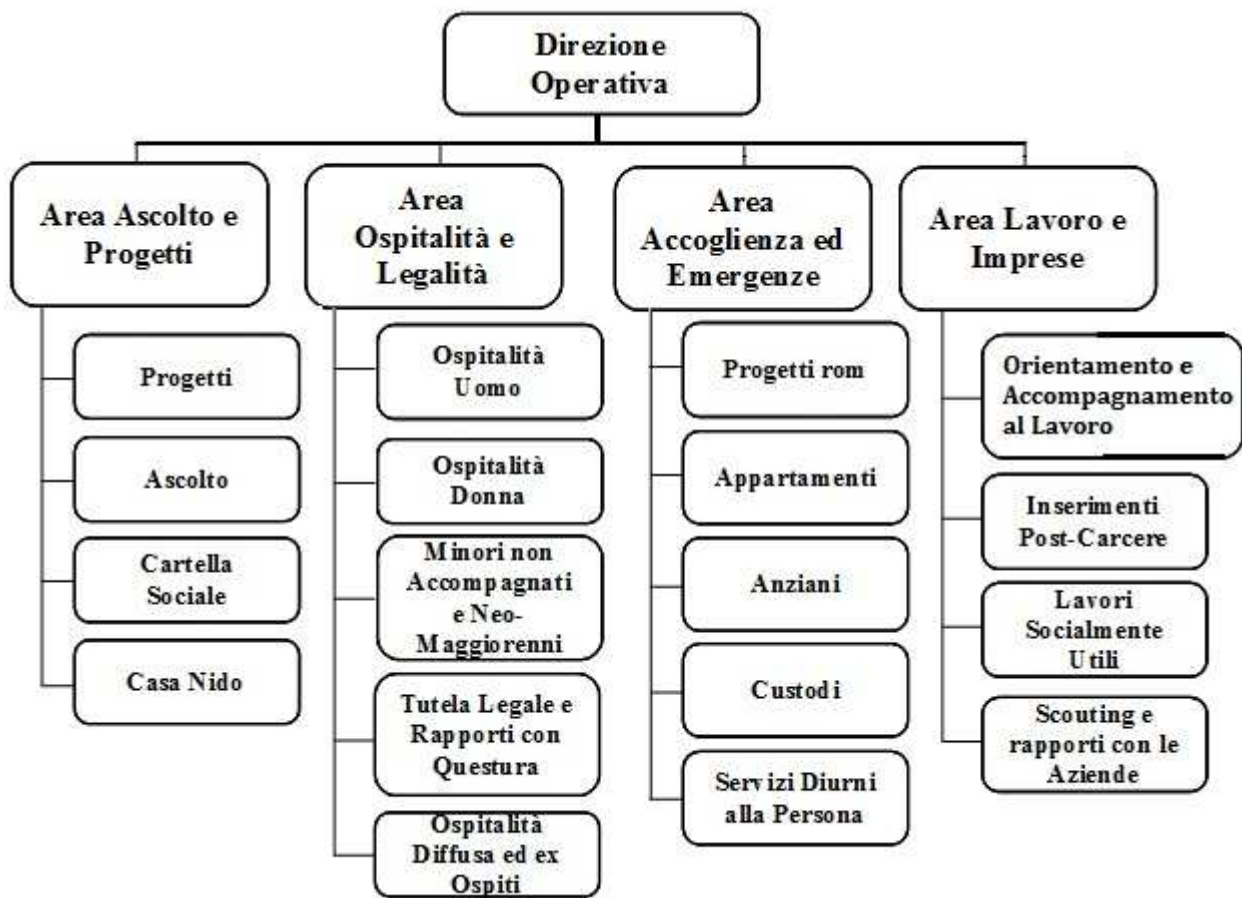 Direzione
Operativa
Area Ascolto e
Progetti
Progetti
Ascolto
Cartella
Sociale
Casa Nido
Area
Ospitalità e
Legalità
Ospitalità
Uomo
Ospitalità
Donna
Minori non
Accompagnati
e Neo-
Maggiorenni
Tutela Legale e
Rapporti con
Questura
Ospitalità
Diffusa ed ex
Ospiti
Area
Accoglienza ed
Emergenze
Progetti rom
Appartamenti
Anziani
Custodi
Servizi Diurni
alla Persona
Area Lavoro e
Imprese
Orientamento e
Accompagnamento
al Lavoro
Inserimenti
Post-Carcere
Lavori
Socialmente
Utili
Scouting e
rapporti con le
Aziende